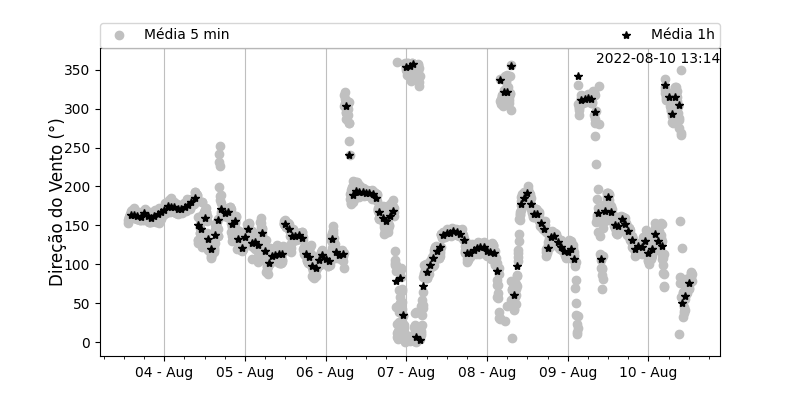 Média 5 min
Média 1h
2022-08-10 13:14
Direção do Vento (°)
350
300
250
200
150
100
50
0
04 - Aug
05 - Aug
06 - Aug
07 - Aug
08 - Aug
09 - Aug
10 - Aug